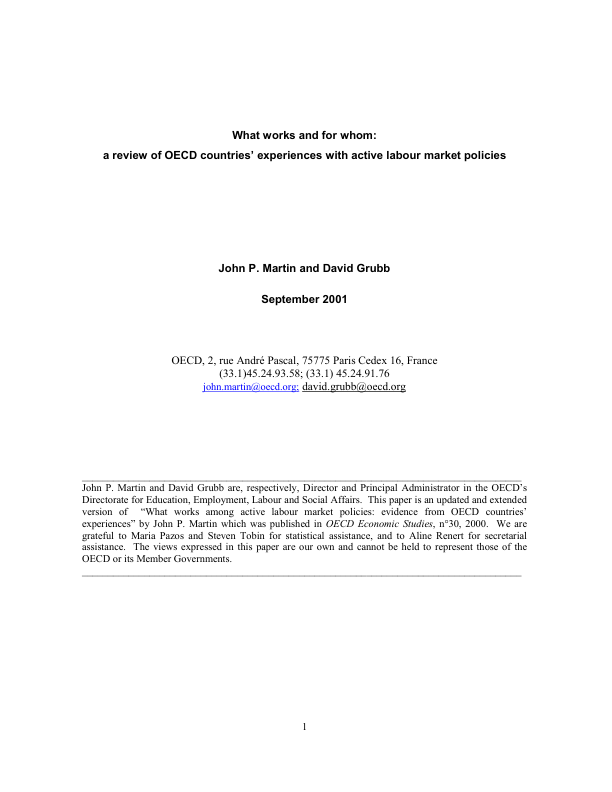 What works and for whom:
a review of OECD countries’ experiences with active labour market policies
John P. Martin and David Grubb
September 2001
OECD, 2, rue André Pascal, 75775 Paris Cedex 16, France
(33.1)45.24.93.58; (33.1) 45.24.91.76
john.martin@oecd.org; david.grubb@oecd.org
John P. Martin and David Grubb are, respectively, Director and Principal Administrator in the OECD’s
Directorate for Education, Employment, Labour and Social Affairs. This paper is an updated and extended
version of “What works among active labour market policies: evidence from OECD countries’
experiences” by John P. Martin which was published in OECD Economic Studies, n°30, 2000. We are
grateful to Maria Pazos and Steven Tobin for statistical assistance, and to Aline Renert for secretarial
assistance. The views expressed in this paper are our own and cannot be held to represent those of the
OECD or its Member Governments.
1